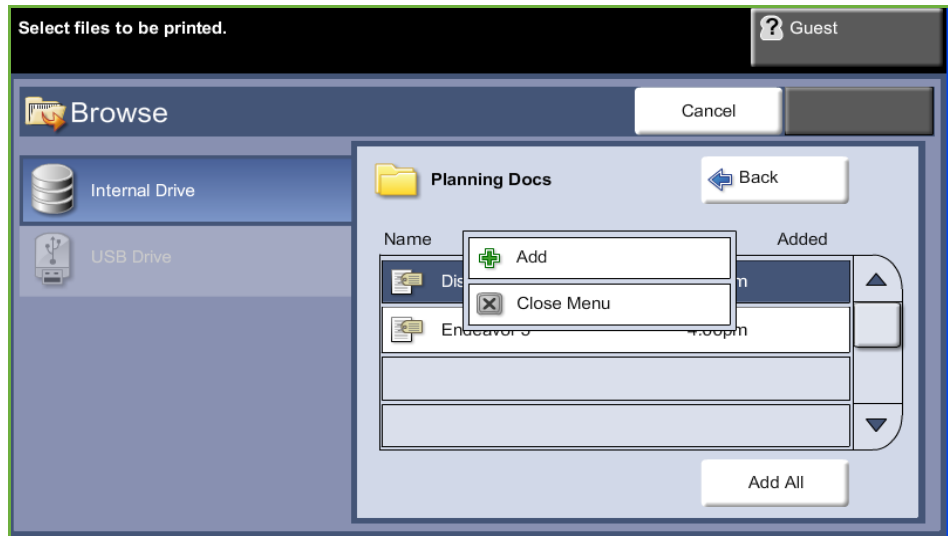 Select files to be printed.
Guest
Browse
Cancel
Internal Drive
USB Drive
Planning Docs
Back
Name
Added
Add
Close Menu
Add All